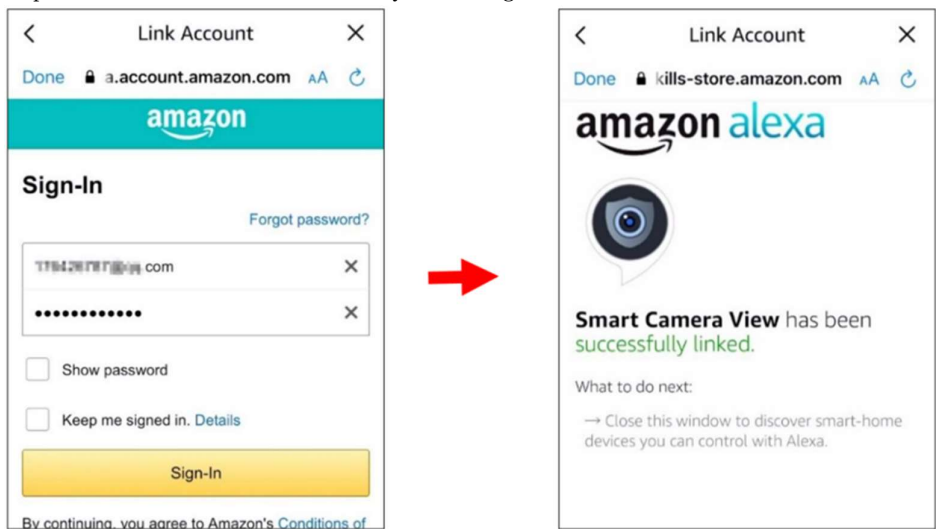 Link Account
Done a.account.amazon.com AA
amazon
Sign-In
Forgot password?
.com
Show password
Keep me signed in. Details
Sign-In
By continuing, you agree to Amazon's Conditions of
Link Account
Done kills-store.amazon.com AA
amazon alexa
Smart Camera View has been
successfully linked.
What to do next:
→ Close this window to discover smart-home
devices you can control with Alexa.